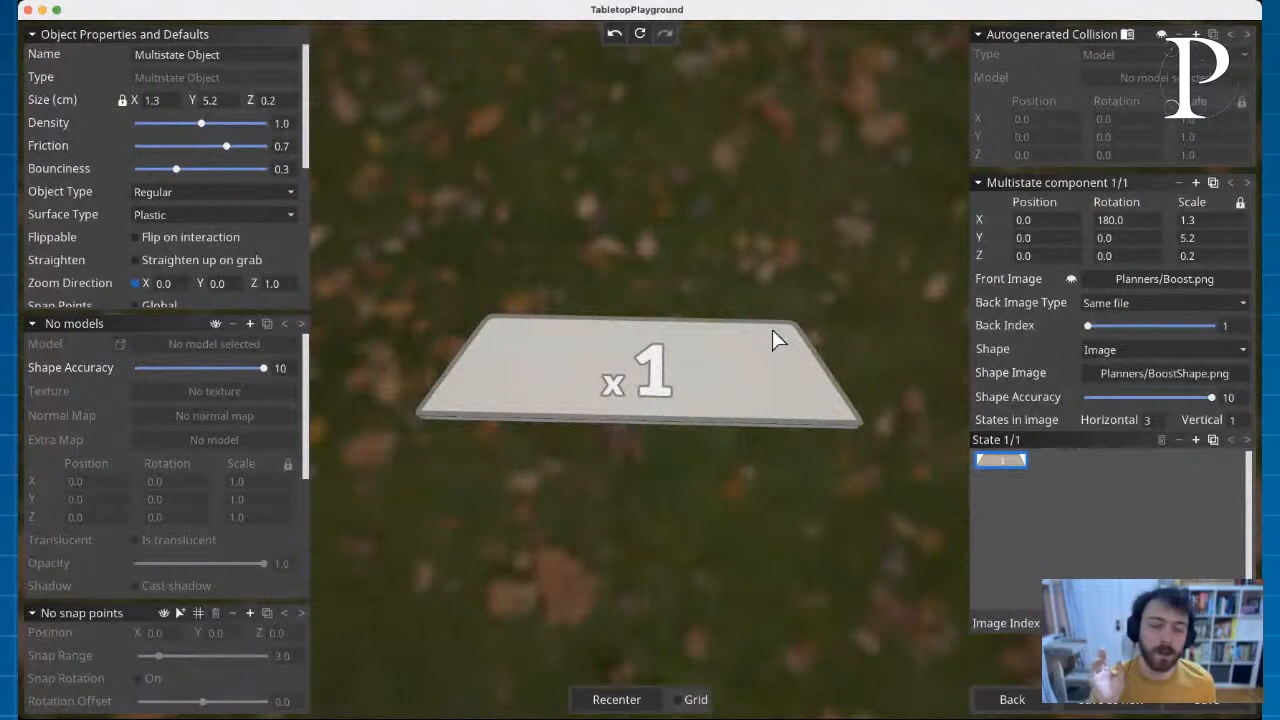 TabletopPlayground
Object Properties and Defaults
Name Multistate Object
Type Multistate Object
Size (cm) X 1.3 Y 5.2 Z 0.2
Density 1.0
Friction 0.7
Bounciness 0.3
Object Type Regular
Surface Type Plastic
Flippable Flip on interaction
Straighten Straighten up on grab
Zoom Direction X 0.0 Y 0.0 Z 1.0
Snap Points Global
No models
Model No model selected
Shape Accuracy 10
Texture No texture
Normal Map No normal map
Extra Map No model
Position Rotation Scale
X 0.0 0.0 1.0
Y 0.0 0.0 1.0
Z 0.0 0.0 1.0
Translucent Is translucent
Opacity 1.0
Shadow Cast shadow
No snap points
Position X 0.0 Y 0.0 Z 0.0
Snap Range 3.0
Snap Rotation On
Rotation Offset 0.0
x 1
Recenter Grid
Autogenerated Collision
Type Model
Model No model selected
P
Position Rotation
X 0.0 0.0 1.0
Y 0.0 0.0 1.0
Z 0.0 0.0 1.0
Multistate component 1/1
Position Rotation Scale
X 0.0 180.0 1.3
Y 0.0 0.0 5.2
Z 0.0 0.0 0.2
Front Image Planners/Boost.png
Back Image Type Same file
Back Index 1
Shape Image
Shape Image Planners/BoostShape.png
Shape Accuracy 10
States in image Horizontal 3 Vertical 1
State 1/1
Image Index
Back